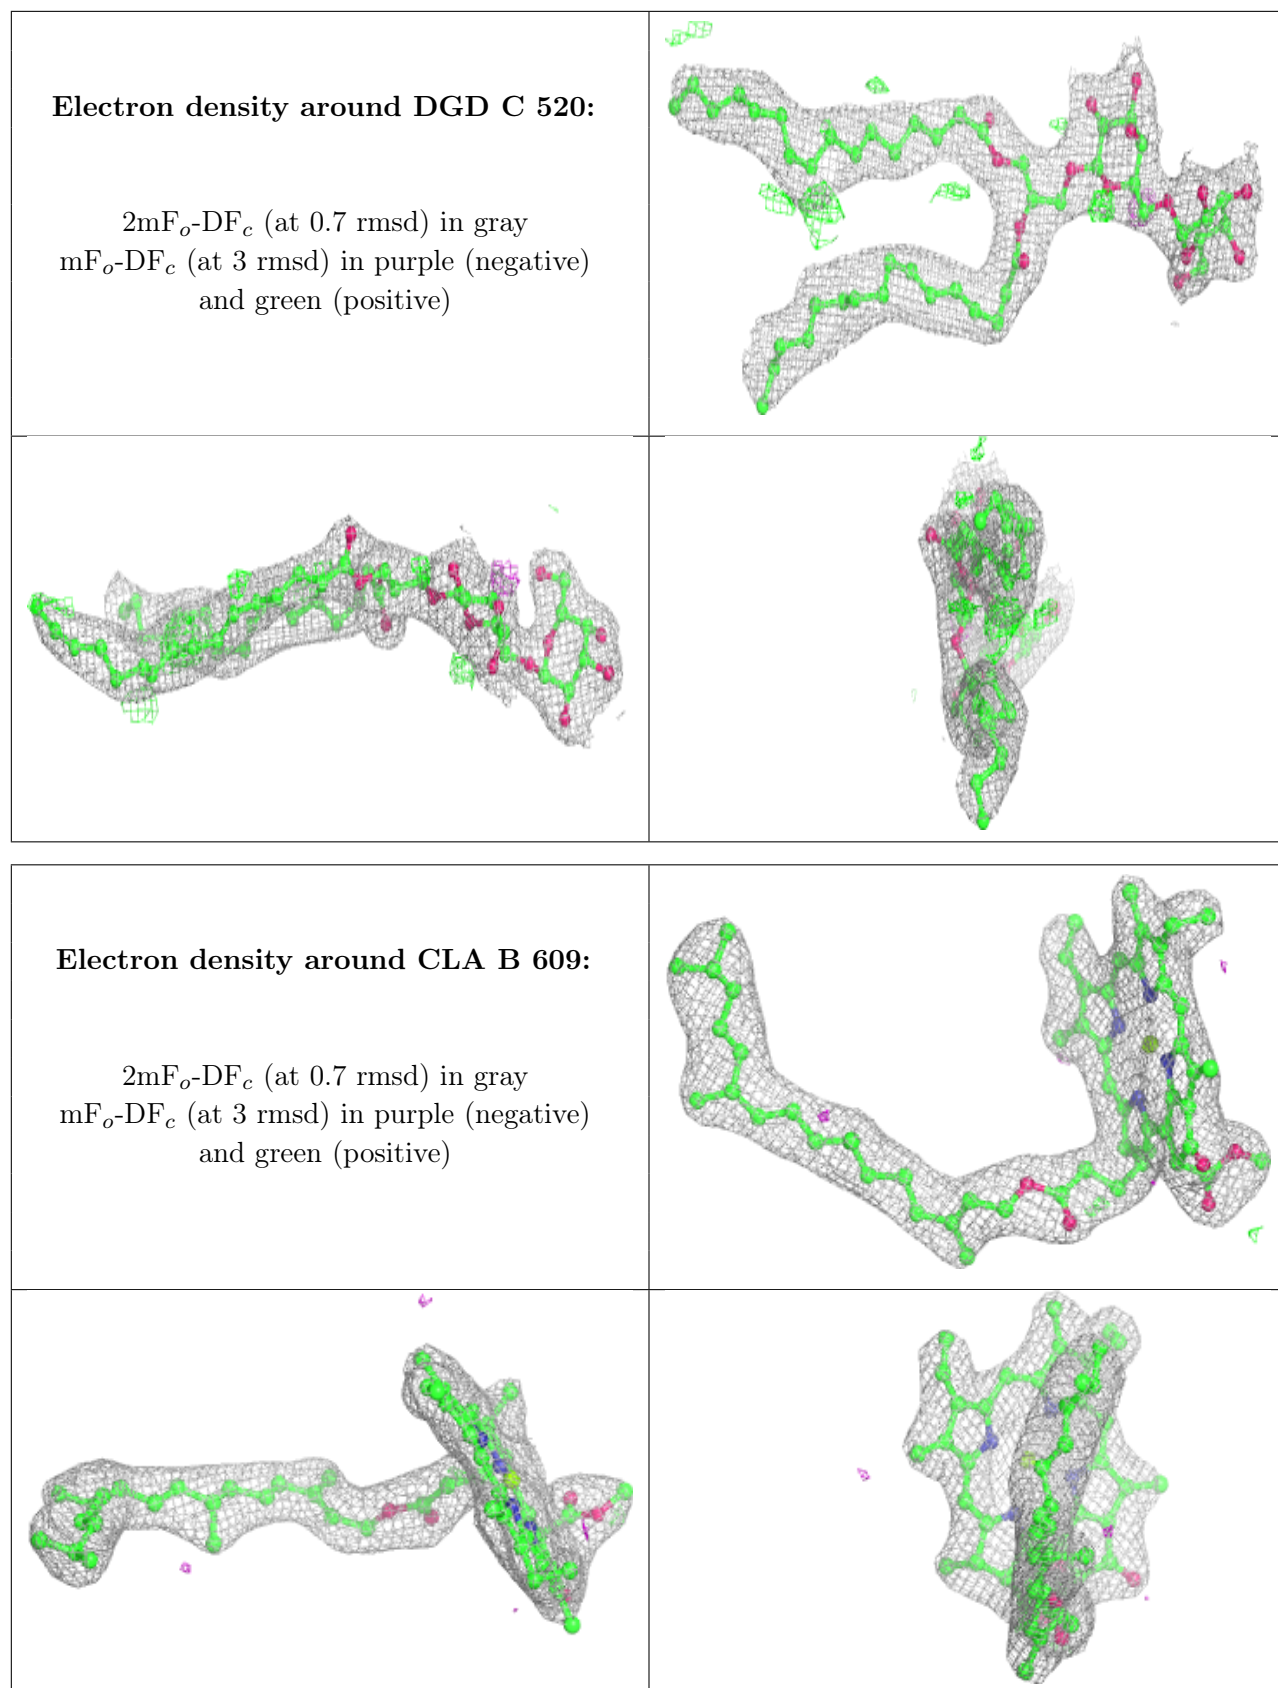 Electron density around DGD C 520:
2mFo-DFc (at 0.7 rmsd) in gray
mFo-DFc (at 3 rmsd) in purple (negative)
and green (positive)
Electron density around CLA B 609:
2mFo-DFc (at 0.7 rmsd) in gray
mFo-DFc (at 3 rmsd) in purple (negative)
and green (positive)